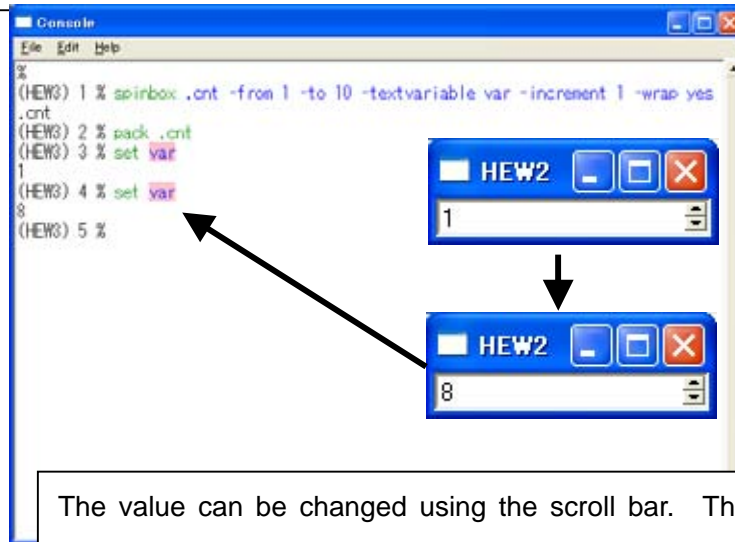 Console
File Edit Help
%
(HEW3) 1 % spinbox .cnt -from 1 -to 10 -textvariable var -increment 1 -wrap yes
.cnt
(HEW3) 2 % pack .cnt
(HEW3) 3 % set var
1
(HEW3) 4 % set var
8
(HEW3) 5 %
HEW2
1
HEW2
8
The value can be changed using the scroll bar. Th